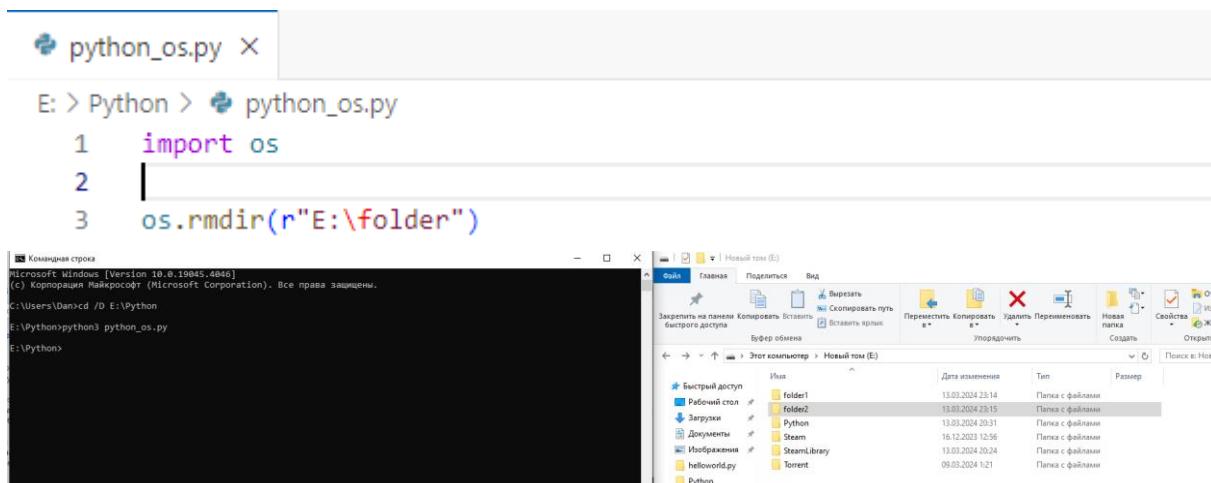 python_os.py ×
E: > Python > python_os.py
1 import os
2
3 os.rmdir(r"E:\folder")
Командная строка
Microsoft Windows [Version 10.0.19045.4046]
(c) Корпорация Майкрософт (Microsoft Corporation). Все права защищены.
C:\Users\Dan>cd /D E:\Python
E:\Python>python3 python_os.py
E:\Python>
Новый том (E:)
Файл Главная Поделиться Вид
Закрепить на панели быстрого доступа
Копировать
Вставить
Вырезать
Скопировать путь
Вставить ярлык
Буфер обмена
Переместить в
Копировать в
Удалить
Переименовать
Упорядочить
Новая папка
Создать
Свойства
Открыт
Этот компьютер > Новый том (E:)
Поиск в: Нов
Имя Дата изменения Тип Размер
Быстрый доступ
Рабочий стол
Загрузки
Документы
Изображения
helloworld.py
Python
folder1 13.03.2024 23:14 Папка с файлами
folder2 13.03.2024 23:15 Папка с файлами
Python 13.03.2024 20:31 Папка с файлами
Steam 16.12.2023 12:56 Папка с файлами
SteamLibrary 13.03.2024 20:24 Папка с файлами
Torrent 09.03.2024 1:21 Папка с файлами